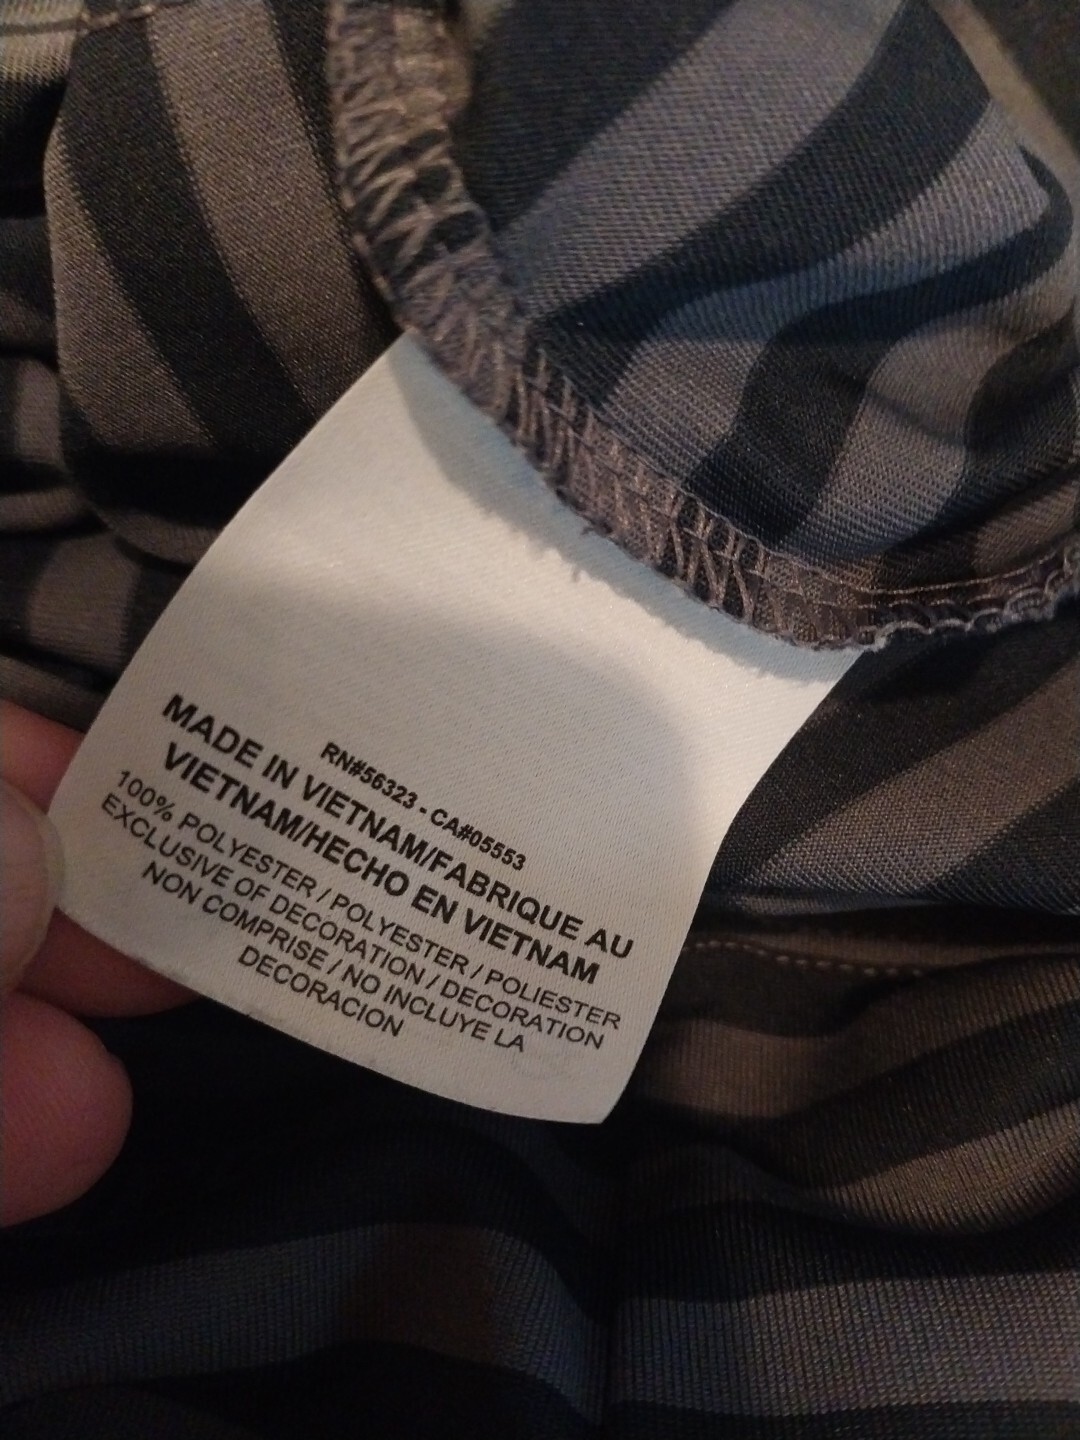 RN#56323 - CA#05553
MADE IN VIETNAM/FABRIQUE AU
VIETNAM/HECHO EN VIETNAM
100% POLYESTER / POLYESTER / POLIESTER
EXCLUSIVE OF DECORATION / DECORATION
NON COMPRISE / NO INCLUYE LA
DECORACION